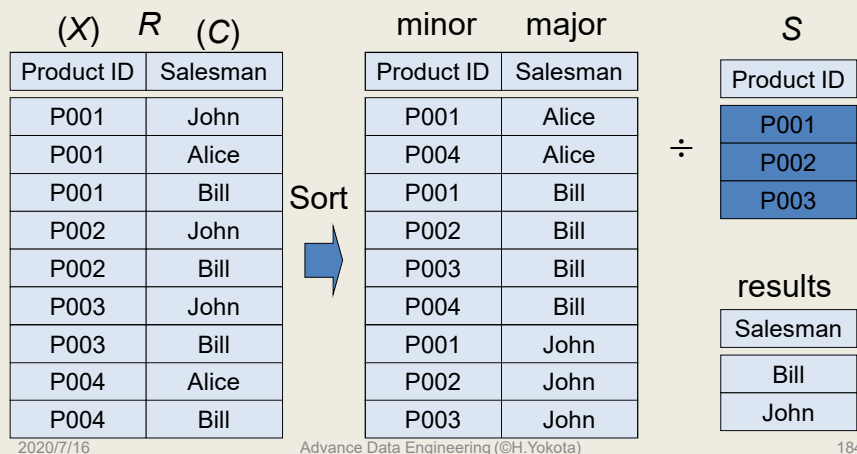 (X) R (C)
Product ID Salesman
P001 John
P001 Alice
P001 Bill
P002 John
P002 Bill
P003 John
P003 Bill
P004 Alice
P004 Bill
Sort
minor major
Product ID Salesman
P001 Alice
P004 Alice
P001 Bill
P002 Bill
P003 Bill
P004 Bill
P001 John
P002 John
P003 John
÷
S
Product ID
P001
P002
P003
results
Salesman
Bill
John
2020/7/16 Advance Data Engineering (©H.Yokota) 184